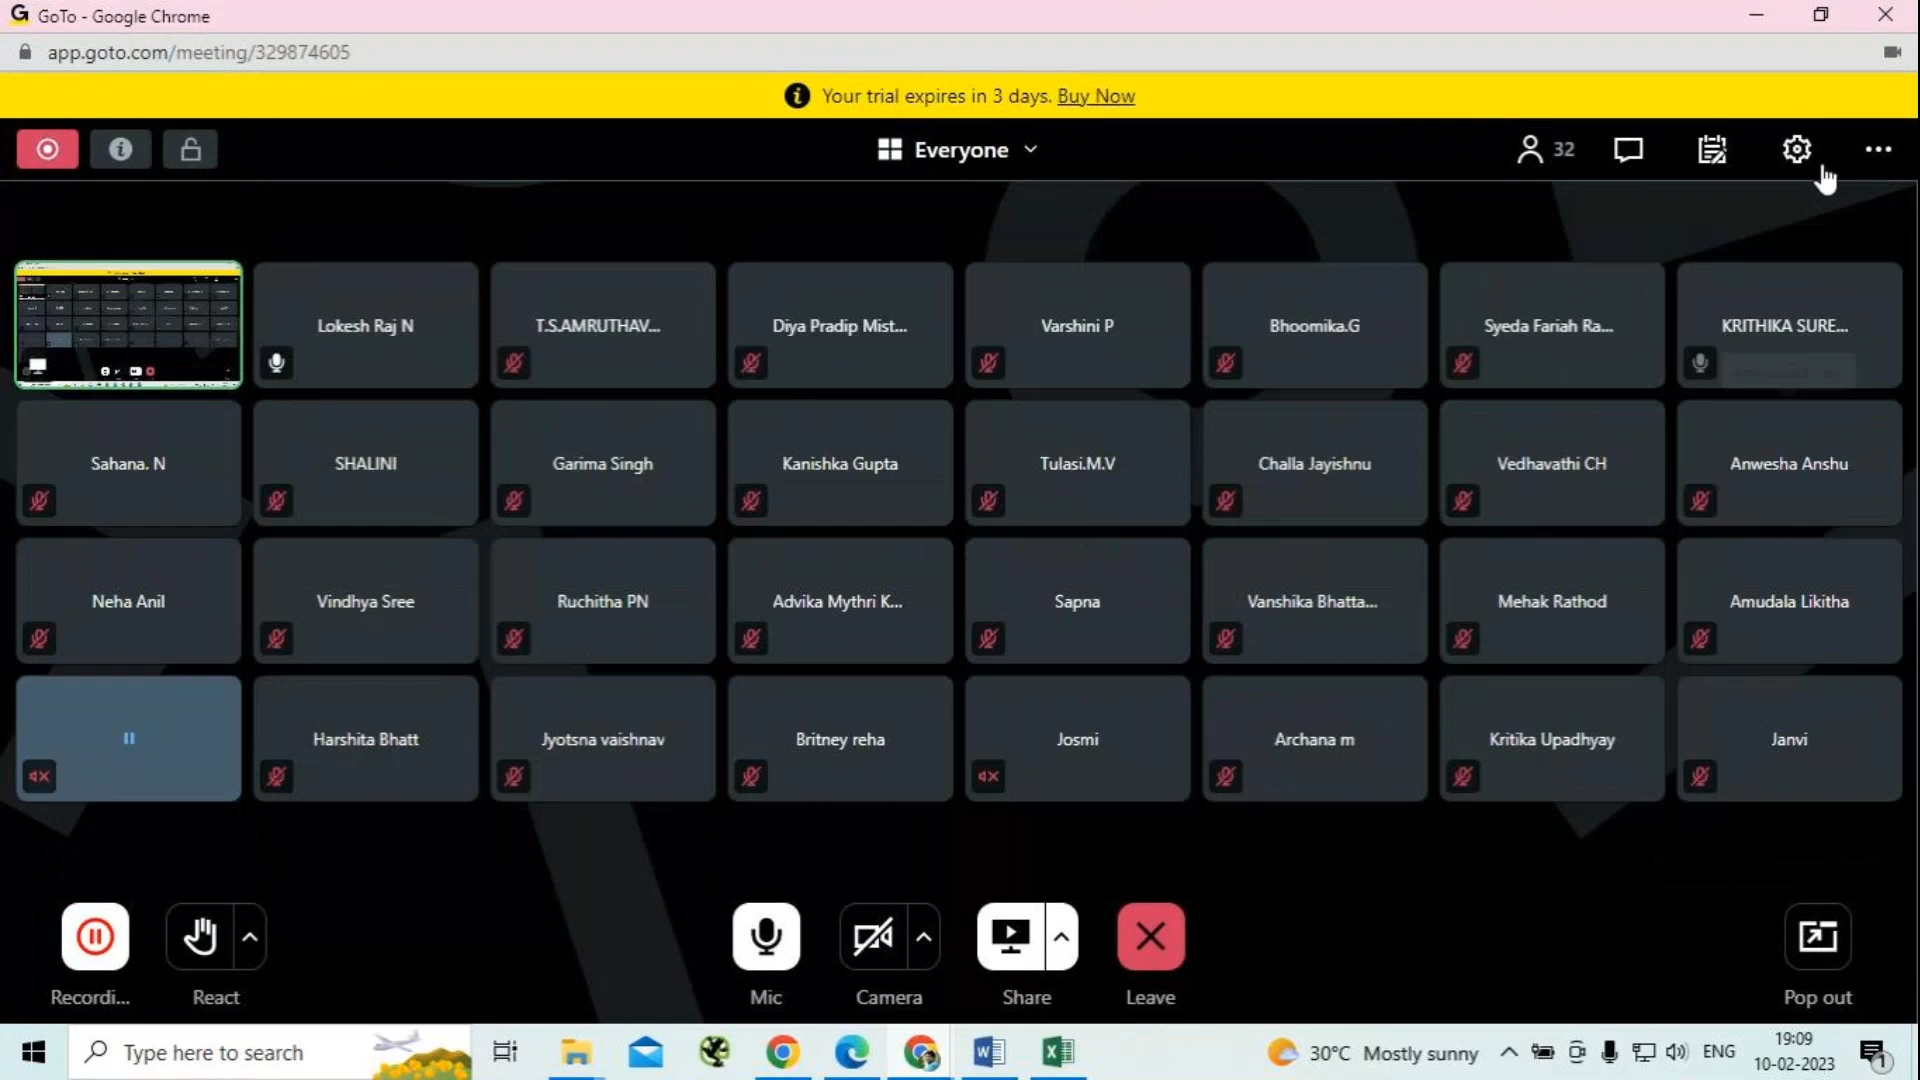 GoTo - Google Chrome
app.goto.com/meeting/329874605
Your trial expires in 3 days. Buy Now
Everyone
32
Lokesh Raj N
T.S.AMRUTHAV...
Diya Pradip Mist...
Varshini P
Bhoomika.G
Syeda Fariah Ra...
KRITHIKA SURE...
Sahana. N
SHALINI
Garima Singh
Kanishka Gupta
Tulasi.M.V
Challa Jayishnu
Vedhavathi CH
Anwesha Anshu
Neha Anil
Vindhya Sree
Ruchitha PN
Advika Mythri K...
Sapna
Vanshika Bhatta...
Mehak Rathod
Amudala Likitha
Harshita Bhatt
Jyotsna vaishnav
Britney reha
Josmi
Archana m
Kritika Upadhyay
Janvi
Recordi...
React
Mic
Camera
Share
Leave
Pop out
Type here to search
30°C Mostly sunny
ENG
19:09
10-02-2023
1